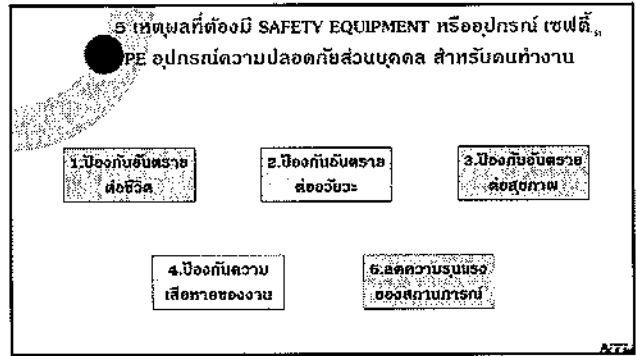 5 เหตุผลที่ต้องมี SAFETY EQUIPMENT หรืออุปกรณ์ เซฟตี้
PPE อุปกรณ์ความปลอดภัยส่วนบุคคล สำหรับคนทำงาน
1.ป้องกันอันตราย
ต่อชีวิต
2.ป้องกันอันตราย
ต่ออวัยวะ
3.ป้องกันอันตราย
ต่อสุขภาพ
4.ป้องกันความ
เสียหายของงาน
5.ลดความรุนแรง
ของสถานการณ์